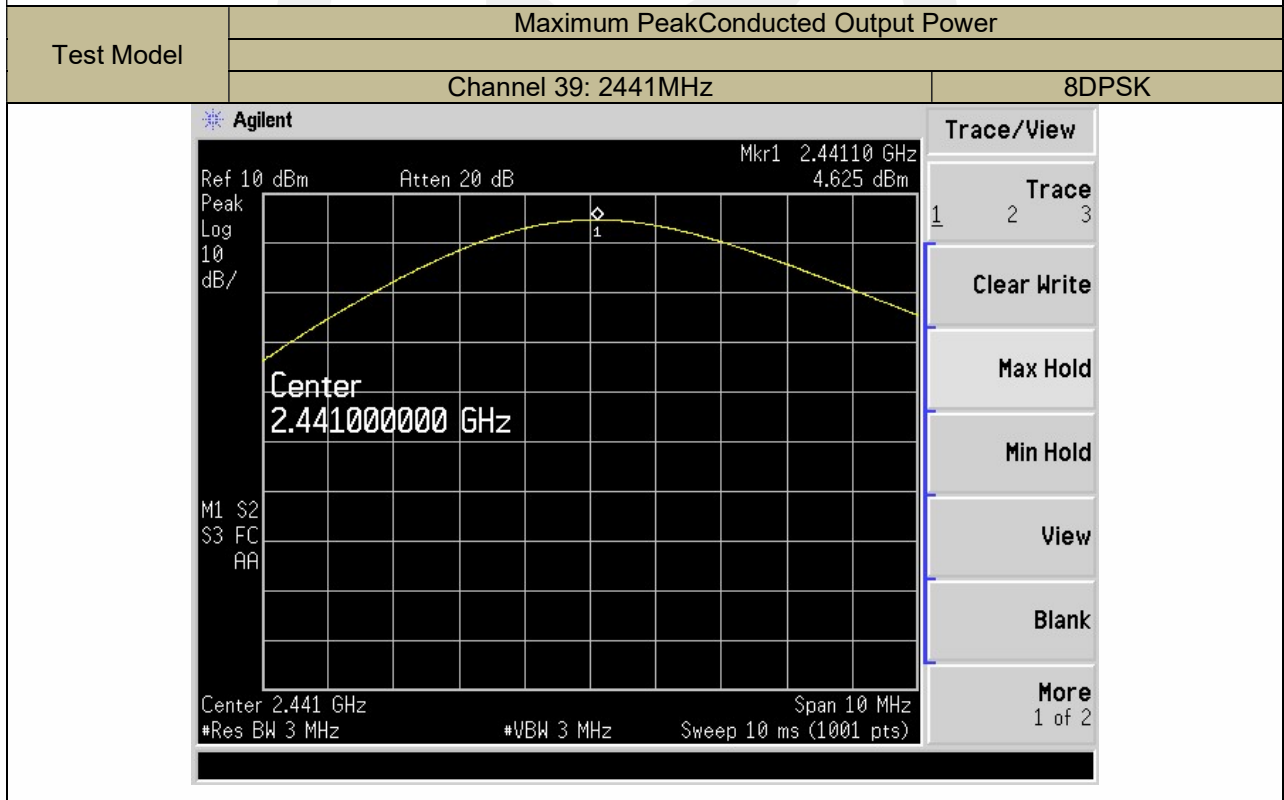 Test Model
Maximum PeakConducted Output Power
Channel 39: 2441MHz
8DPSK
Agilent
Trace/View
Mkr1 2.44110 GHz
Ref 10 dBm Atten 20 dB 4.625 dBm
Peak
Log
10
dB/
1
Center
2.441000000 GHz
M1 S2
S3 FC
AA
Center 2.441 GHz Span 10 MHz
#Res BW 3 MHz #VBW 3 MHz Sweep 10 ms (1001 pts)
Trace
1 2 3
Clear Write
Max Hold
Min Hold
View
Blank
More
1 of 2